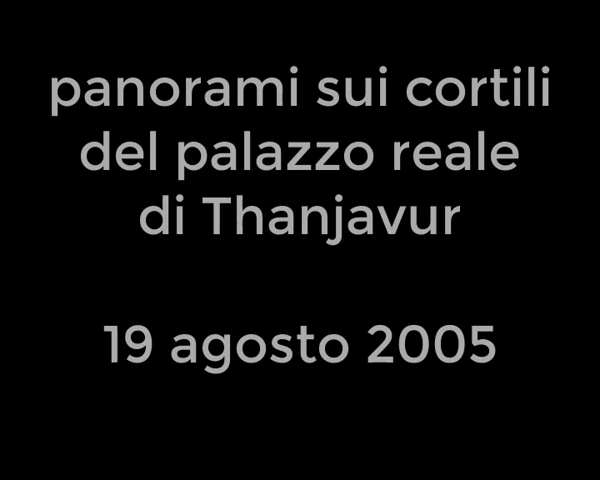 panorami sui cortili
del palazzo reale
di Thanjavur
19 agosto 2005